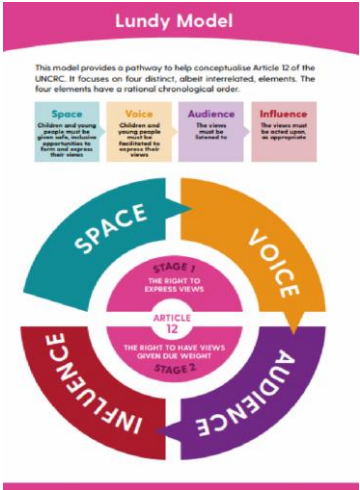 Lundy Model
This model provides a pathway to help conceptualise Article 12 of the
UNCRC. It focuses on four distinct, albeit interrelated, elements. The
four elements have a rational chronological order.
Space
Children and young
people must be
given safe, inclusive
opportunities to
form and express
their views
Voice
Children and
young people
must be
facilitated to
express their
views
Audience
The views
must be
listened to
Influence
The views must
be acted upon,
as appropriate
SPACE
VOICE
AUDIENCE
INFLUENCE
STAGE 1
THE RIGHT TO
EXPRESS VIEWS
ARTICLE
12
THE RIGHT TO HAVE VIEWS
GIVEN DUE WEIGHT
STAGE 2